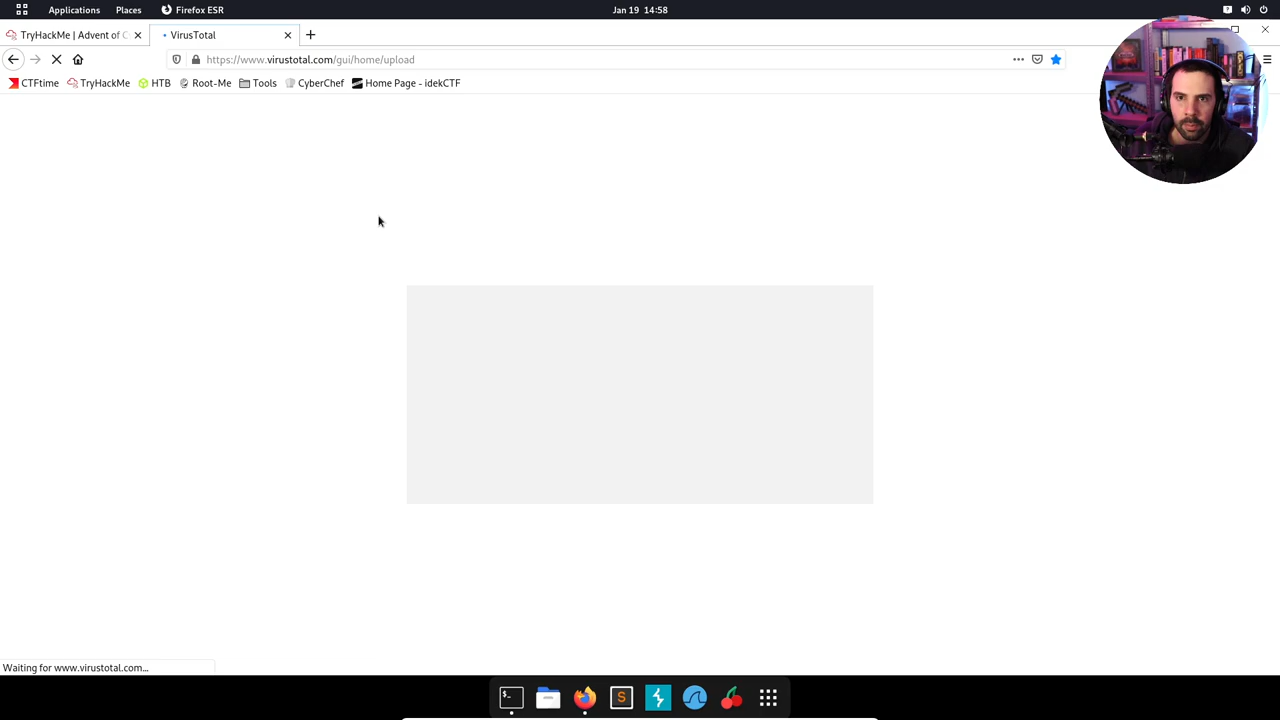 Applications Places Firefox ESR Jan 19 14:58
TryHackMe | Advent of C VirusTotal
https://www.virustotal.com/gui/home/upload
CTFtime TryHackMe HTB Root-Me Tools CyberChef Home Page - idekCTF
Waiting for www.virustotal.com...